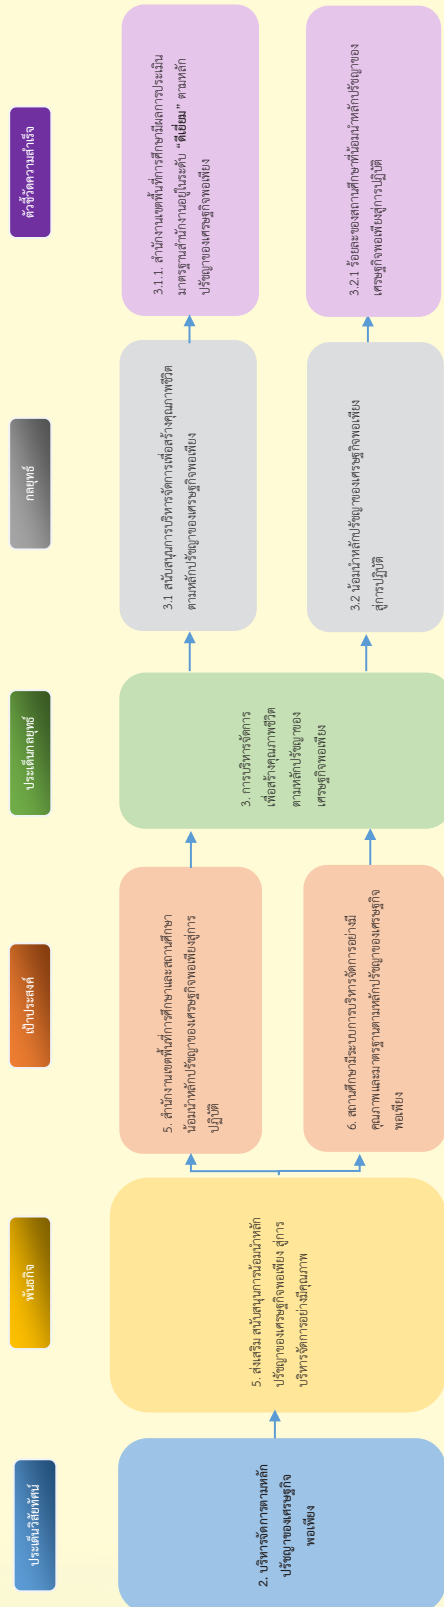 ประเด็นวิสัยทัศน์
พันธกิจ
เป้าประสงค์
ประเด็นกลยุทธ์
กลยุทธ์
ตัวชี้วัดความสำเร็จ
2. บริหารจัดการตามหลัก
ปรัชญาของเศรษฐกิจ
พอเพียง
5. ส่งเสริม สนับสนุนการน้อมนำหลัก
ปรัชญาของเศรษฐกิจพอเพียง สู่การ
บริหารจัดการอย่างมีคุณภาพ
5. สำนักงานเขตพื้นที่การศึกษาและสถานศึกษา
น้อมนำหลักปรัชญาของเศรษฐกิจพอเพียงสู่การ
ปฏิบัติ
6. สถานศึกษามีระบบการบริหารจัดการอย่างมี
คุณภาพและมาตรฐานตามหลักปรัชญาของเศรษฐกิจ
พอเพียง
3. การบริหารจัดการ
เพื่อสร้างคุณภาพชีวิต
ตามหลักปรัชญาของ
เศรษฐกิจพอเพียง
3.1 สนับสนุนการบริหารจัดการเพื่อสร้างคุณภาพชีวิต
ตามหลักปรัชญาของเศรษฐกิจพอเพียง
3.2 น้อมนำหลักปรัชญาของเศรษฐกิจพอเพียง
สู่การปฏิบัติ
3.1.1. สำนักงานเขตพื้นที่การศึกษามีผลการประเมิน
มาตรฐานสำนักงานอยู่ในระดับ “ดีเยี่ยม” ตามหลัก
ปรัชญาของเศรษฐกิจพอเพียง
3.2.1 ร้อยละของสถานศึกษาที่น้อมนำหลักปรัชญาของ
เศรษฐกิจพอเพียงสู่การปฏิบัติ